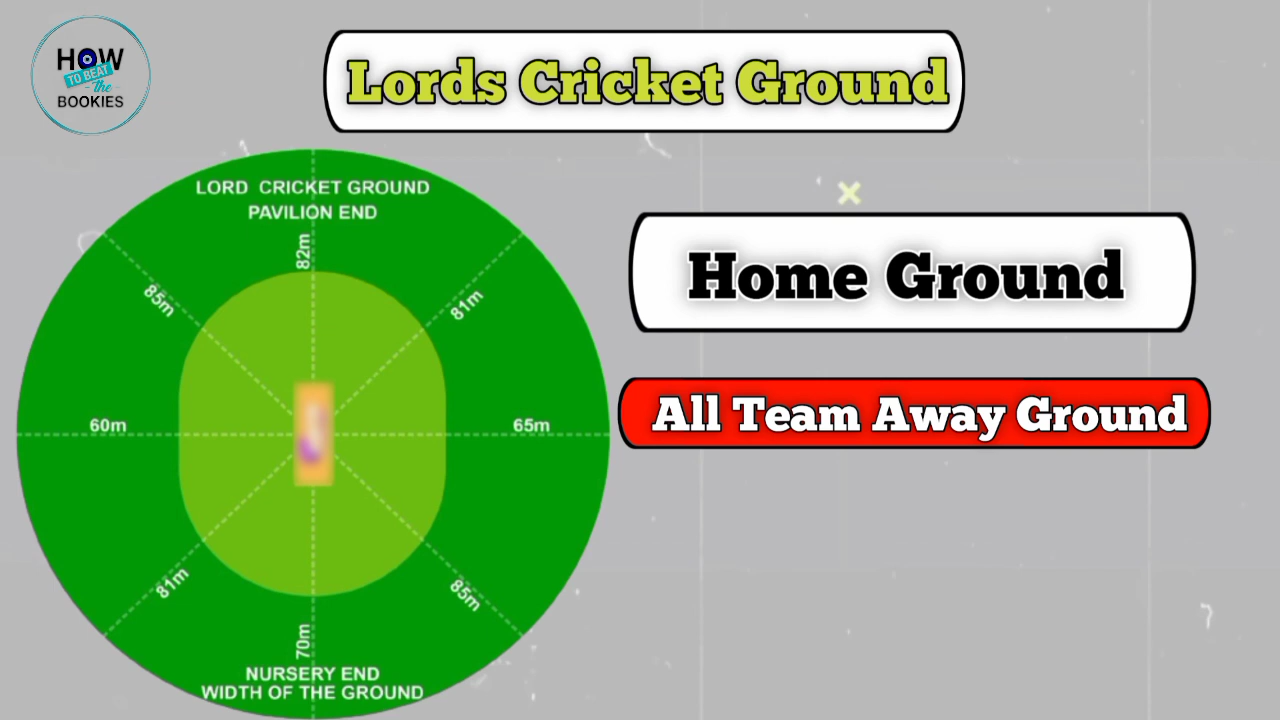 HOW
TO BEAT
- the -
BOOKIES
Lords Cricket Ground
LORD CRICKET GROUND
PAVILION END
82m
85m
81m
60m
65m
81m
85m
70m
NURSERY END
WIDTH OF THE GROUND
Home Ground
All Team Away Ground